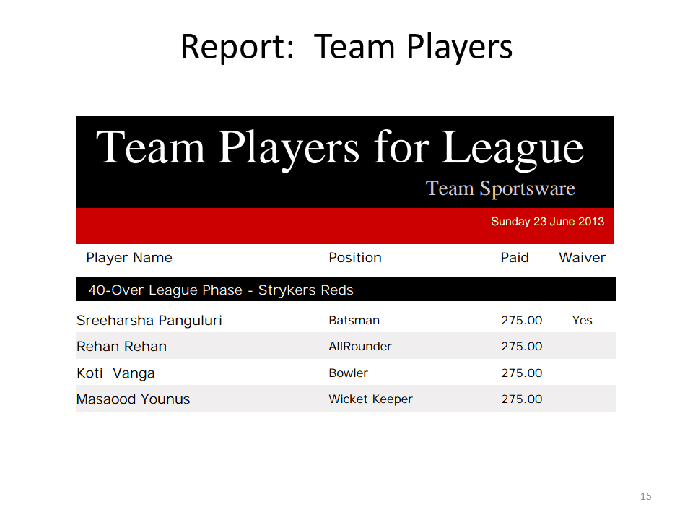 Report: Team Players
Team Players for League
Team Sportsware
Sunday 23 June 2013
Player Name Position Paid Waiver
40-Over League Phase - Strykers Reds
Sreeharsha Panguluri Batsman 275.00 Yes
Rehan Rehan AllRounder 275.00
Koti Vanga Bowler 275.00
Masaood Younus Wicket Keeper 275.00
15